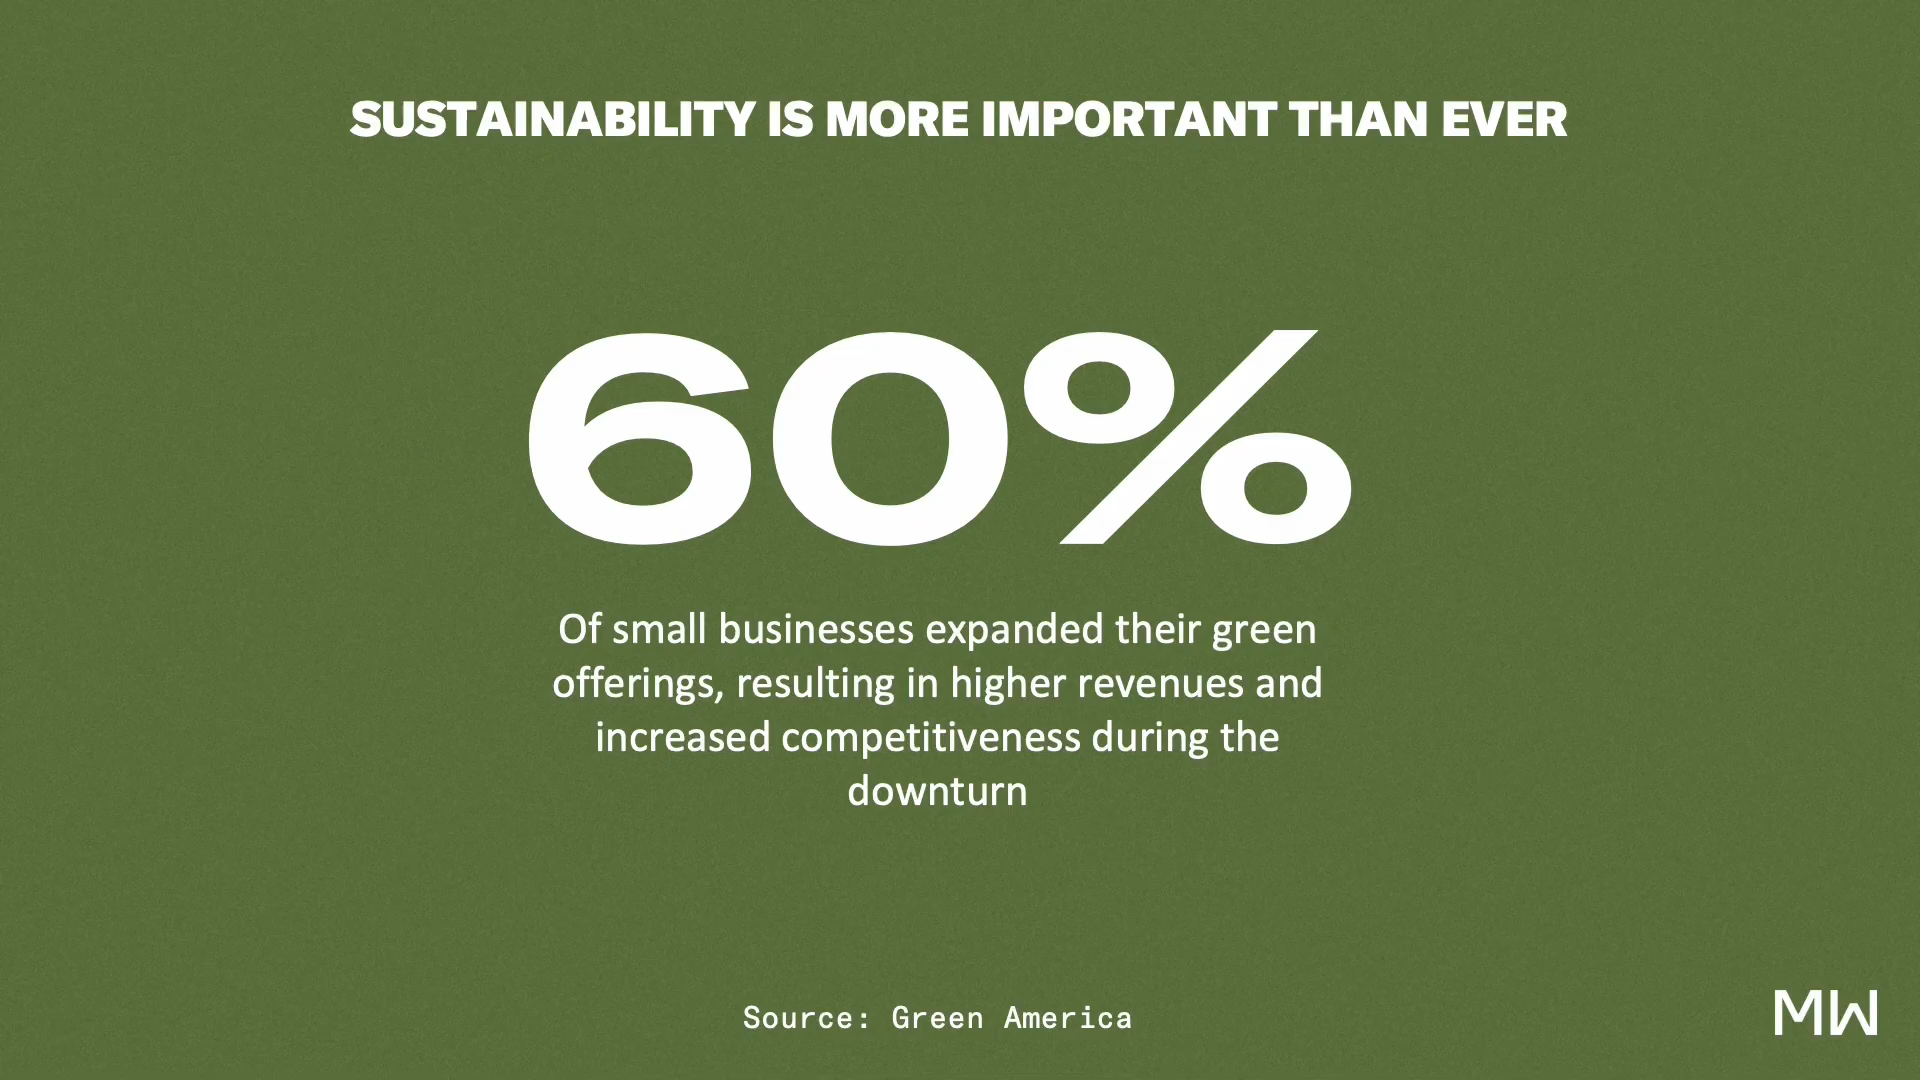 SUSTAINABILITY IS MORE IMPORTANT THAN EVER
60%
Of small businesses expanded their green
offerings, resulting in higher revenues and
increased competitiveness during the
downturn
Source: Green America
MW